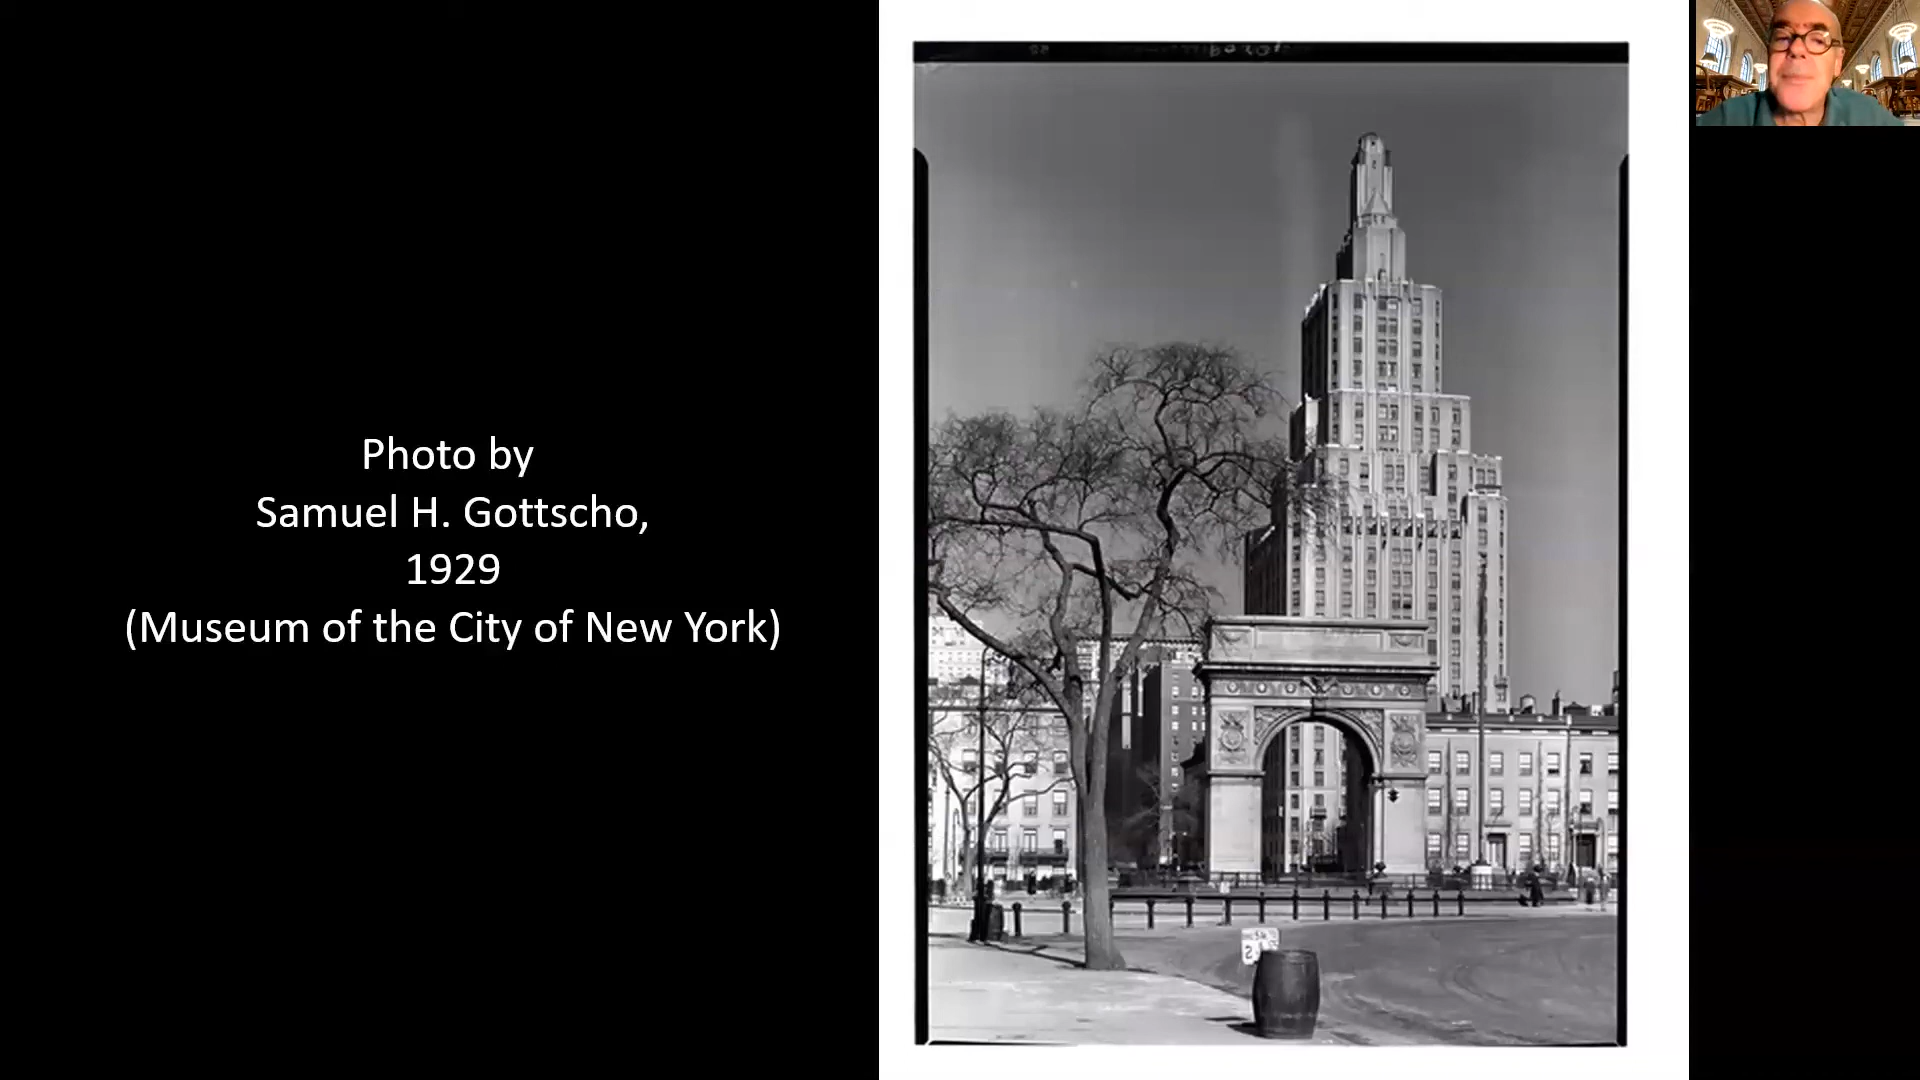 Photo by
Samuel H. Gottscho,
1929
(Museum of the City of New York)